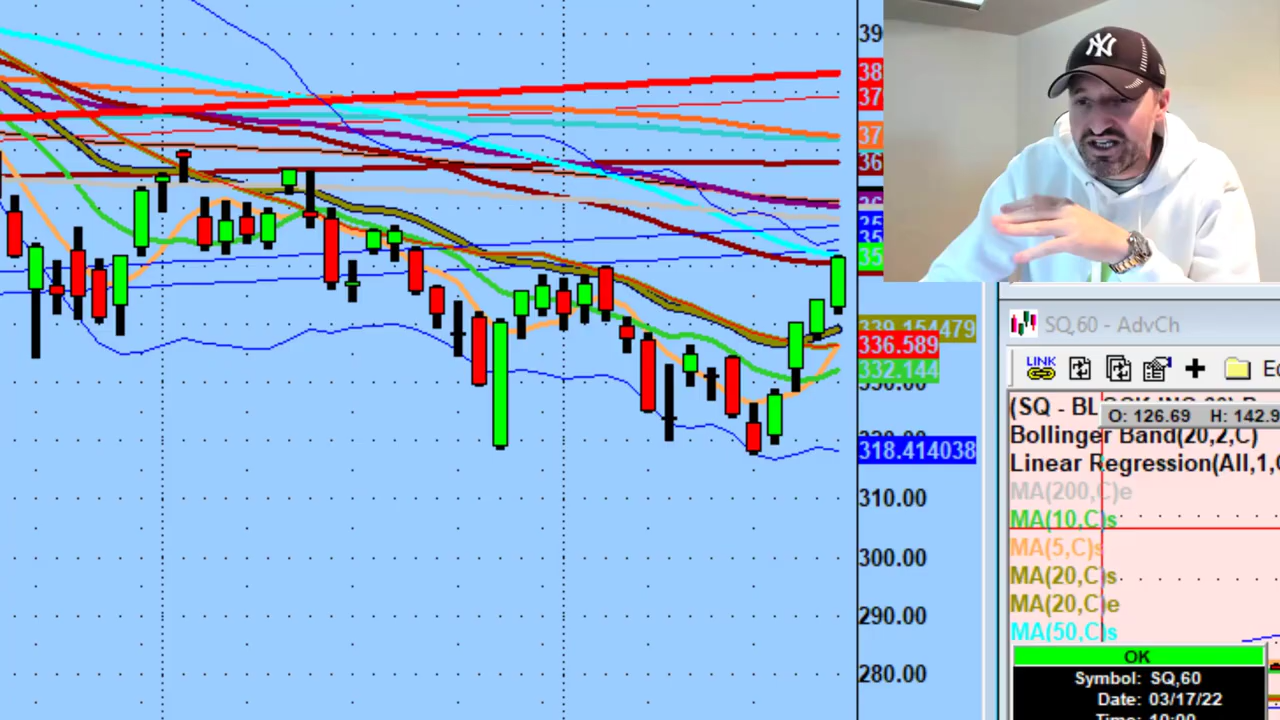 39
38
37
37
36
35
35
339.154479
336.589
332.144
318.414038
310.00
300.00
290.00
280.00
NY
SQ,60 - AdvCh
LINK
(SQ - BL
O: 126.69 H: 142.9
Bollinger Band(20,2,C)
Linear Regression(All,1,
MA(200,C)e
MA(10,C)s
MA(5,C)s
MA(20,C)s
MA(20,C)e
MA(50,C)s
OK
Symbol: SQ,60
Date: 03/17/22